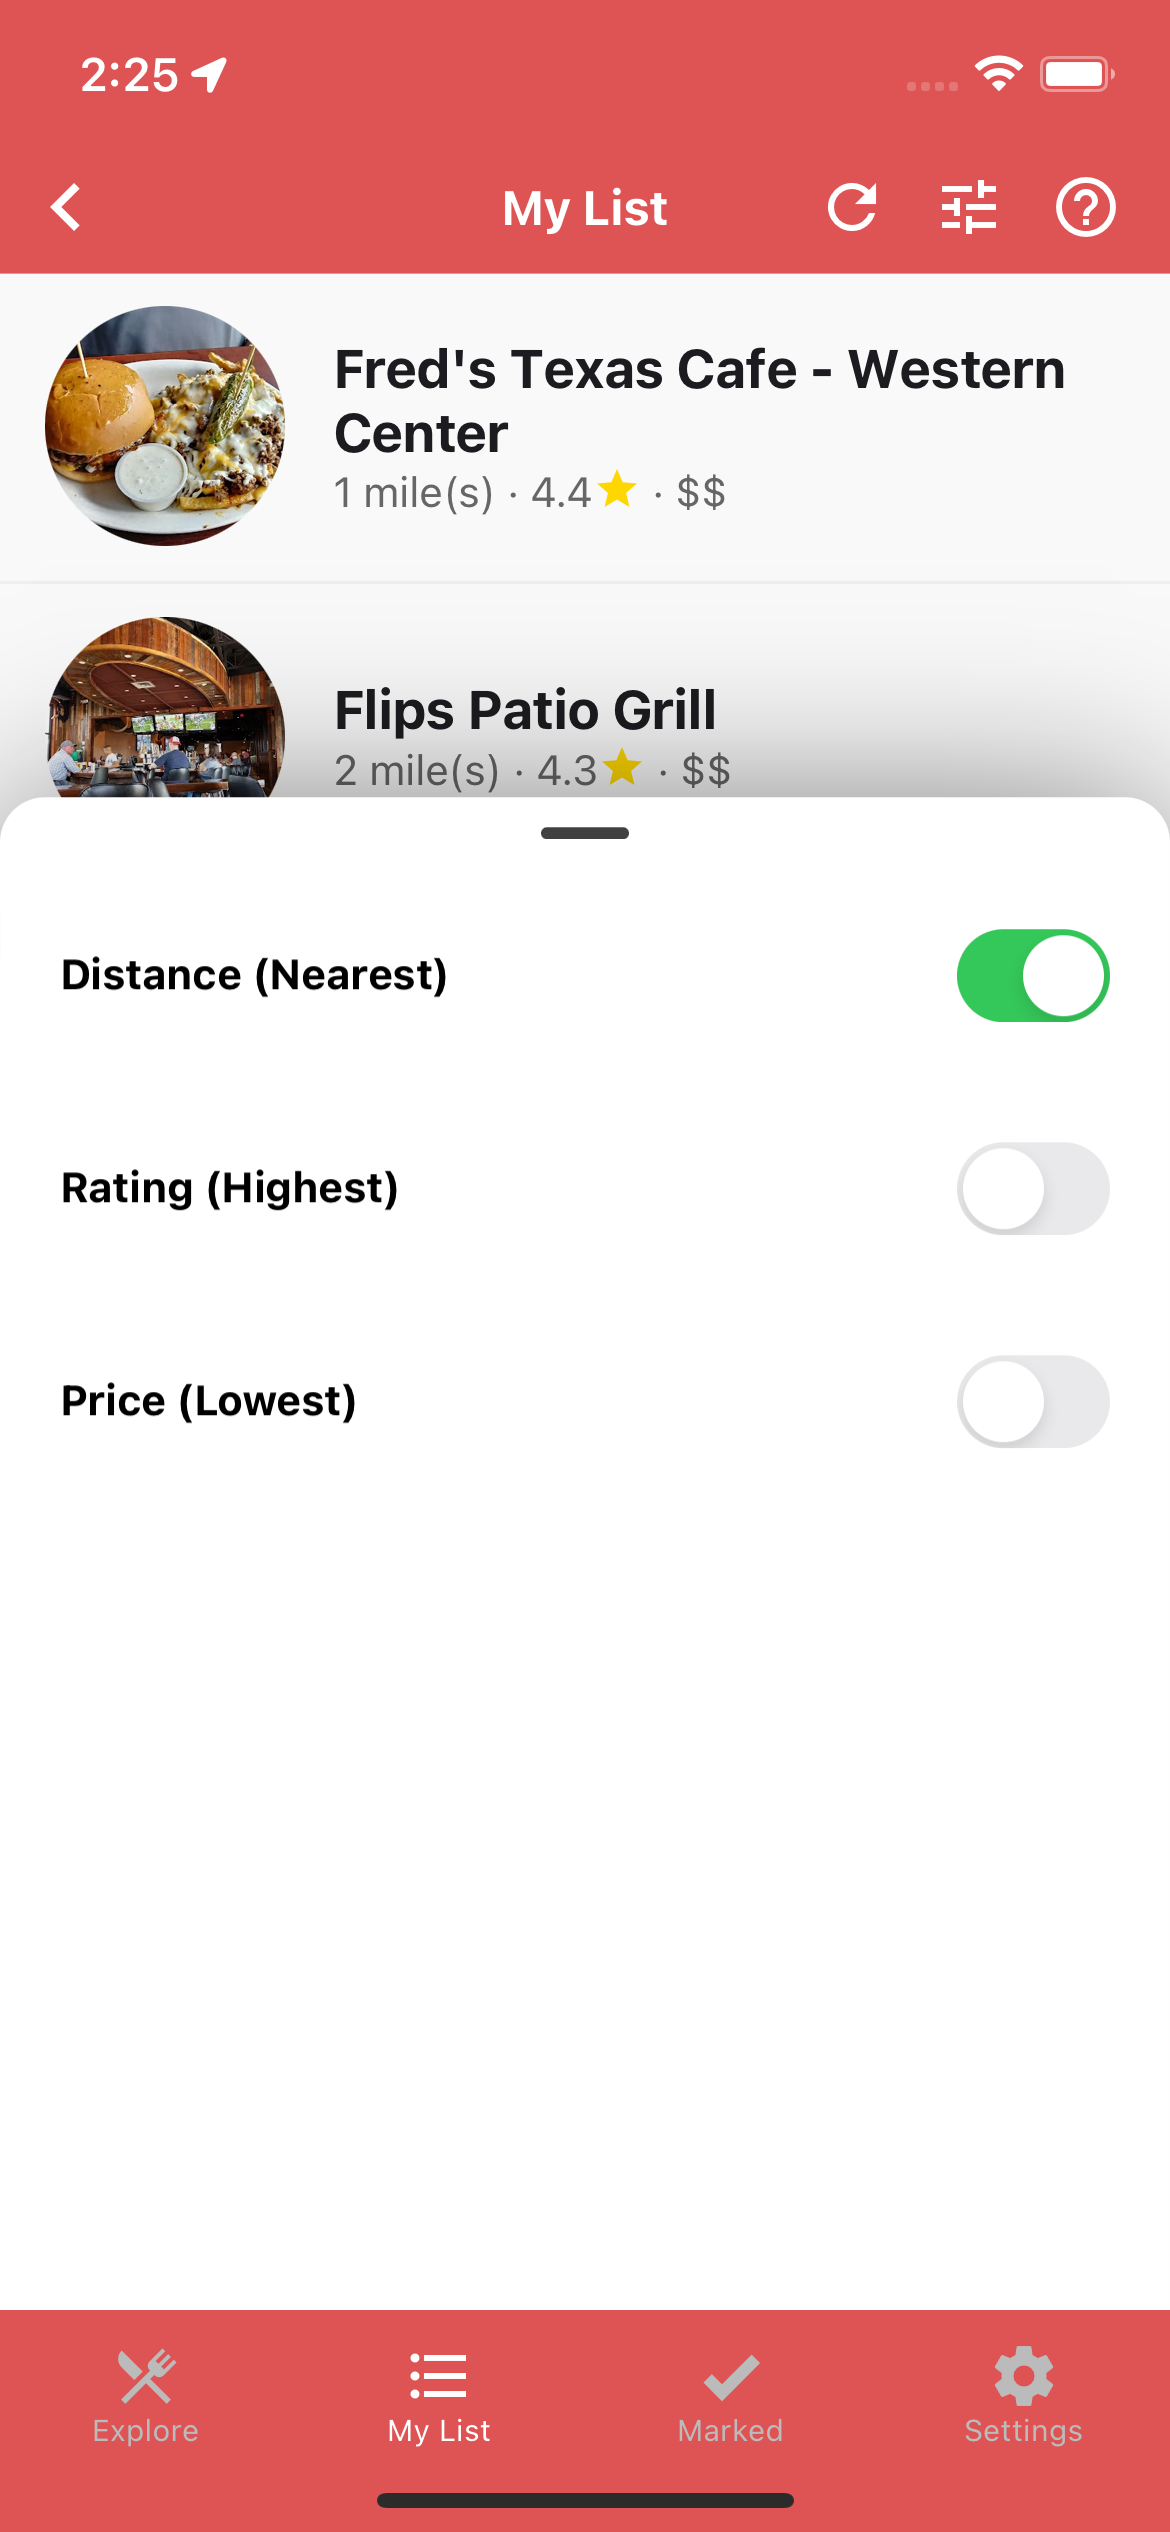 2:25
My List
Fred's Texas Cafe - Western
Center
1 mile(s) · 4.4 · $$
Flips Patio Grill
2 mile(s) · 4.3 · $$
Distance (Nearest)
Rating (Highest)
Price (Lowest)
Explore
My List
Marked
Settings